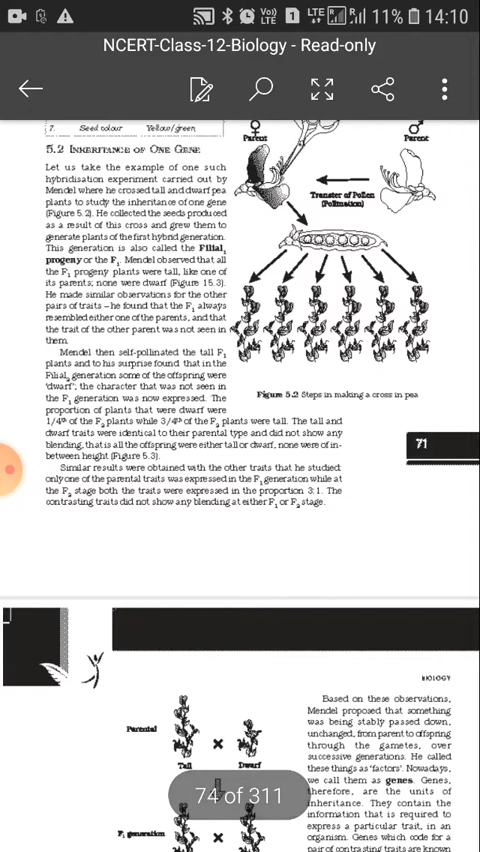 LTE
11% 14:10
NCERT-Class-12-Biology - Read-only
7. Seed colour Yellow/green
5.2 INHERITANCE OF ONE GENE
Let us take the example of one such
hybridisation experiment carried out by
Mendel where he crossed tall and dwarf pea
plants to study the inheritance of one gene
(Figure 5.2). He collected the seeds produced
as a result of this cross and grew them to
generate plants of the first hybrid generation.
This generation is also called the Filial1
progeny or the F1. Mendel observed that all
the F1 progeny plants were tall, like one of
its parents; none were dwarf (Figure 15.3).
He made similar observations for the other
pairs of traits – he found that the F1 always
resembled either one of the parents, and that
the trait of the other parent was not seen in
them.
Mendel then self-pollinated the tall F1
plants and to his surprise found that in the
Filial2 generation some of the offspring were
'dwarf'; the character that was not seen in
the F1 generation was now expressed. The
proportion of plants that were dwarf were
1/4th of the F2 plants while 3/4th of the F2 plants were tall. The tall and
dwarf traits were identical to their parental type and did not show any
blending, that is all the offspring were either tall or dwarf, none were of in-
between height (Figure 5.3).
Similar results were obtained with the other traits that he studied:
only one of the parental traits was expressed in the F1 generation while at
the F2 stage both the traits were expressed in the proportion 3:1. The
contrasting traits did not show any blending at either F1 or F2 stage.
♀
Parent
♂
Parent
Transfer of Pollen
(Pollination)
Figure 5.2 Steps in making a cross in pea
71
BIOLOGY
Parental
×
Tall Dwarf
F1 generation
×
Based on these observations,
Mendel proposed that something
was being stably passed down,
unchanged, from parent to offspring
through the gametes, over
successive generations. He called
these things as 'factors'. Nowadays,
we call them as genes. Genes,
therefore, are the units of
inheritance. They contain the
information that is required to
express a particular trait, in an
organism. Genes which code for a
pair of contrasting traits are known
74 of 311